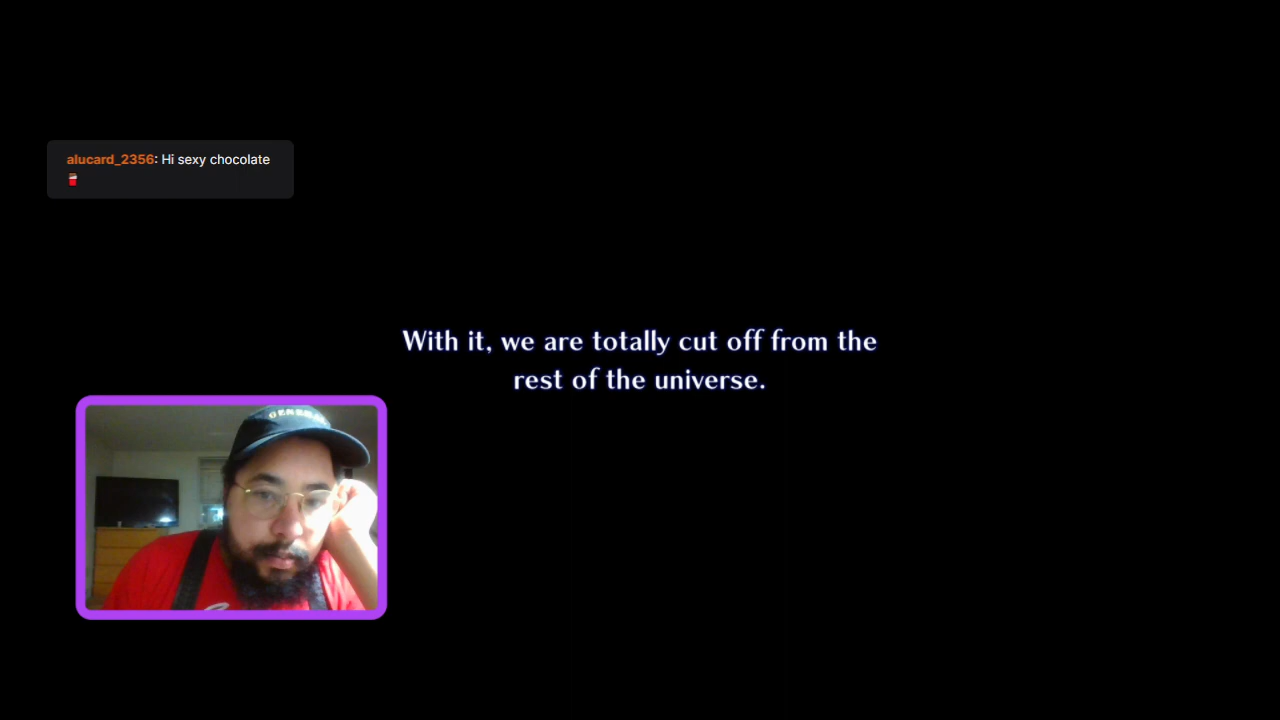 alucard_2356: Hi sexy chocolate
With it, we are totally cut off from the
rest of the universe.